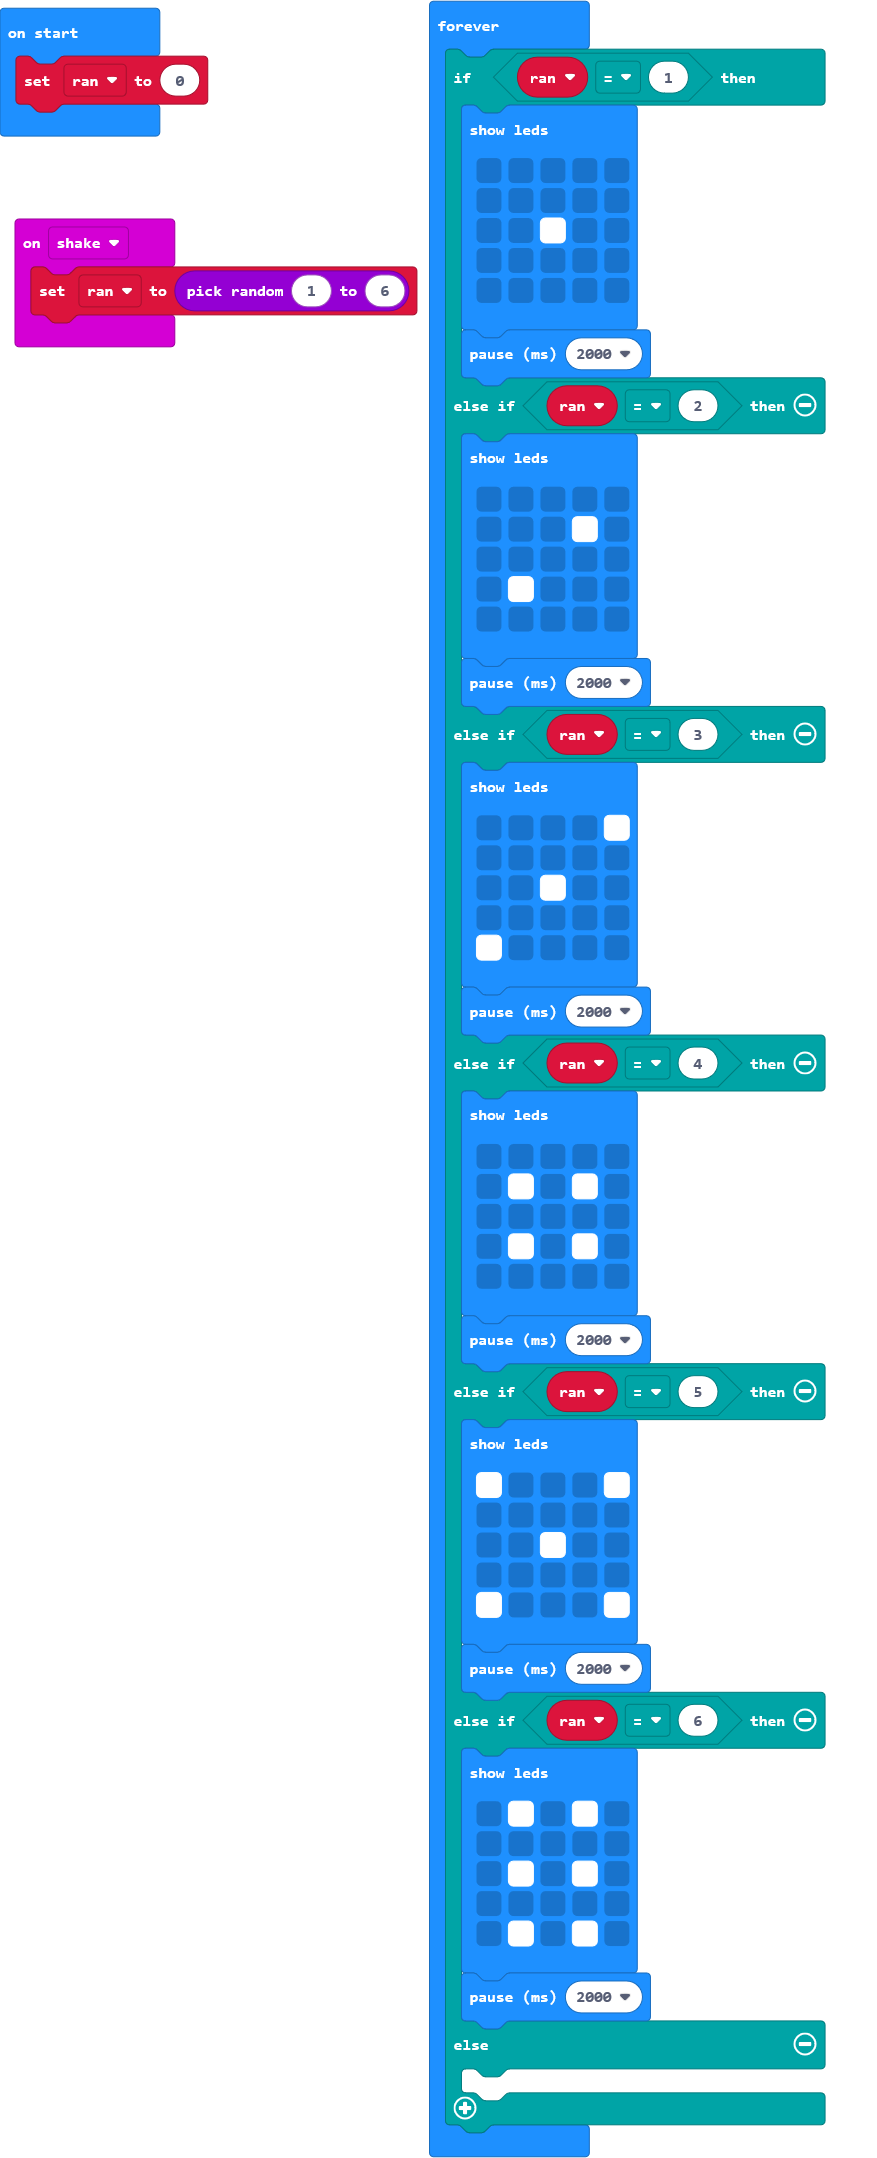 on start
set ran to 0
on shake
set ran to pick random 1 to 6
forever
if ran = 1 then
show leds
pause (ms) 2000
else if ran = 2 then
show leds
pause (ms) 2000
else if ran = 3 then
show leds
pause (ms) 2000
else if ran = 4 then
show leds
pause (ms) 2000
else if ran = 5 then
show leds
pause (ms) 2000
else if ran = 6 then
show leds
pause (ms) 2000
else